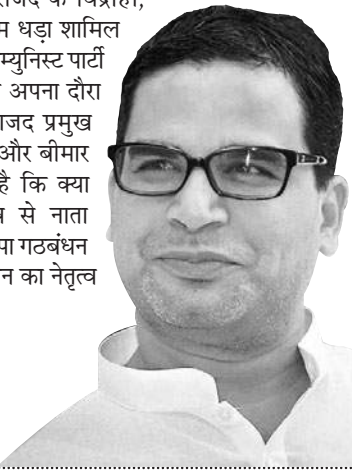 राजद के विद्रोही,
म धड़ा शामिल
म्युनिस्ट पार्टी
अपना दौरा
जद प्रमुख
और बीमार
है कि क्या
से नाता
पा गठबंधन
न का नेतृत्व